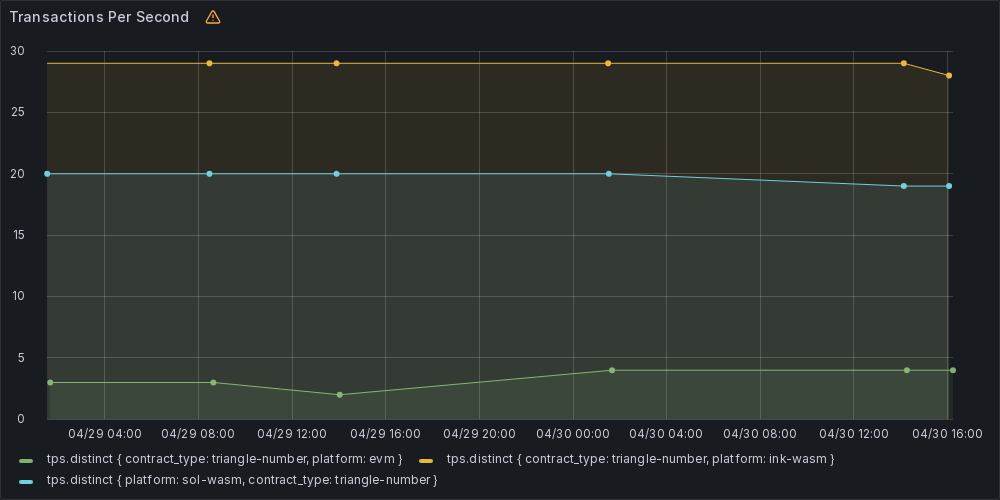 Transactions Per Second
30
25
20
15
10
5
0
04/29 04:00 04/29 08:00 04/29 12:00 04/29 16:00 04/29 20:00 04/30 00:00 04/30 04:00 04/30 08:00 04/30 12:00 04/30 16:00
tps.distinct { contract_type: triangle-number, platform: evm } tps.distinct { contract_type: triangle-number, platform: ink-wasm }
tps.distinct { platform: sol-wasm, contract_type: triangle-number }